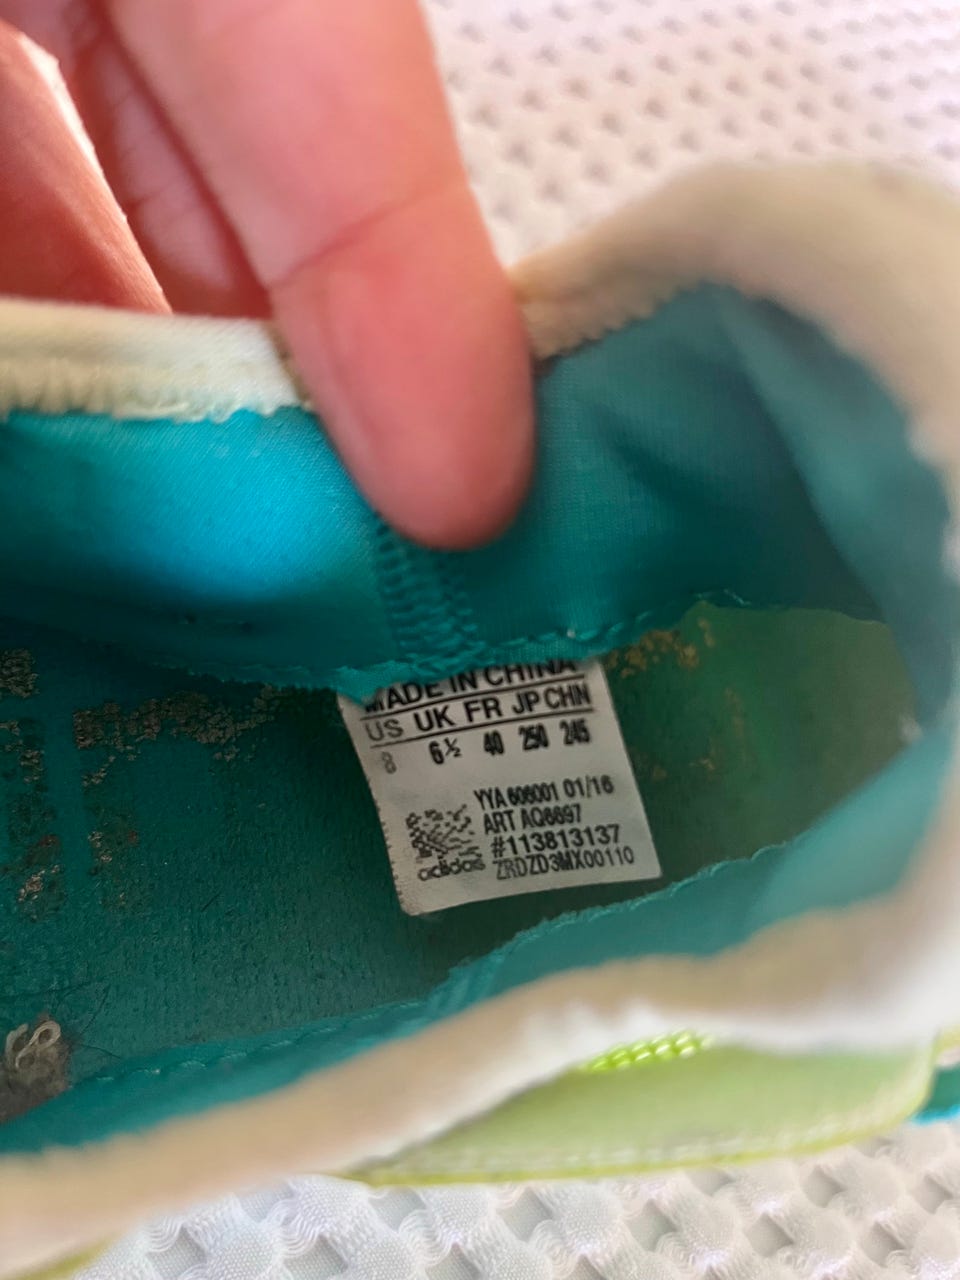 MADE IN CHINA
US UK FR JP CHN
8 6½ 40 250 245
YYA 606001 01/16
ART AQ6697
#113813137
ZRDZD3MX00110
adidas